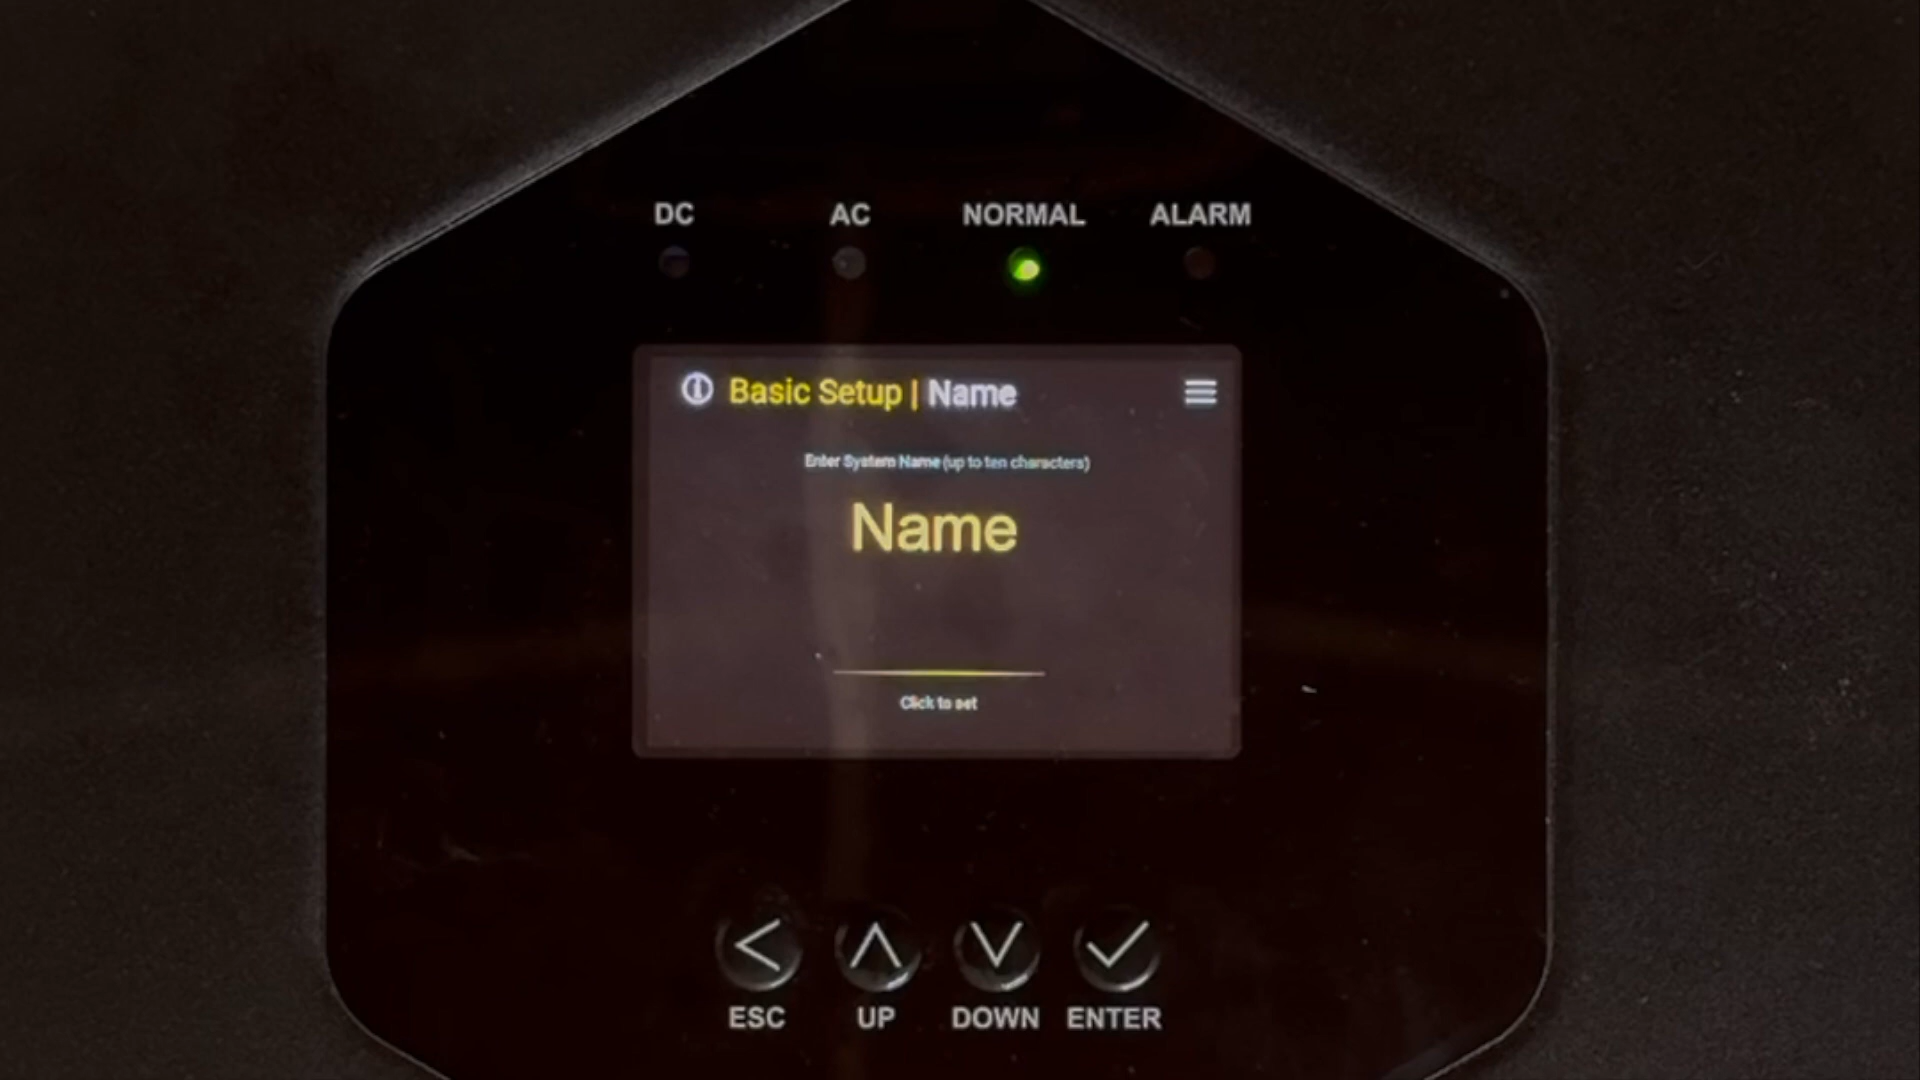 DC AC NORMAL ALARM
Basic Setup | Name
Enter System Name (up to ten characters)
Name
Click to set
ESC UP DOWN ENTER